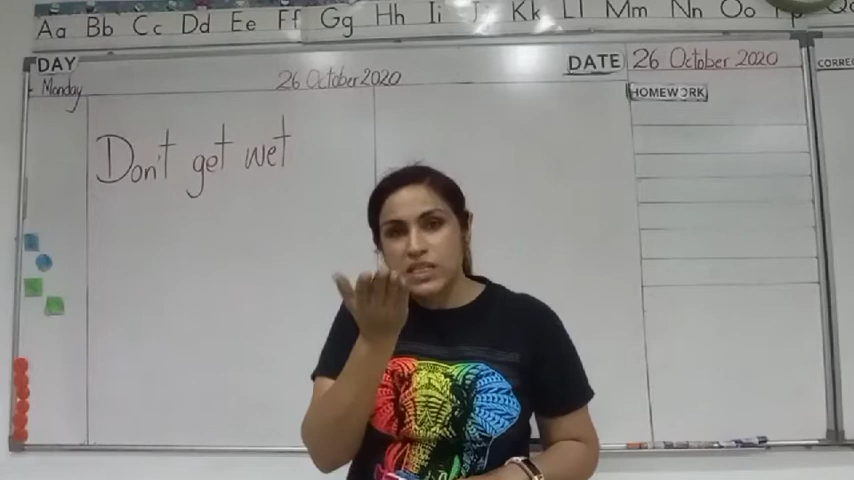 Aa Bb Cc Dd Ee Ff Gg Hh Ii Jj Kk Ll Mm Nn Oo Pp
DAY
Monday
26 October 2020
DATE
26 October 2020
HOMEWORK
Don't get wet